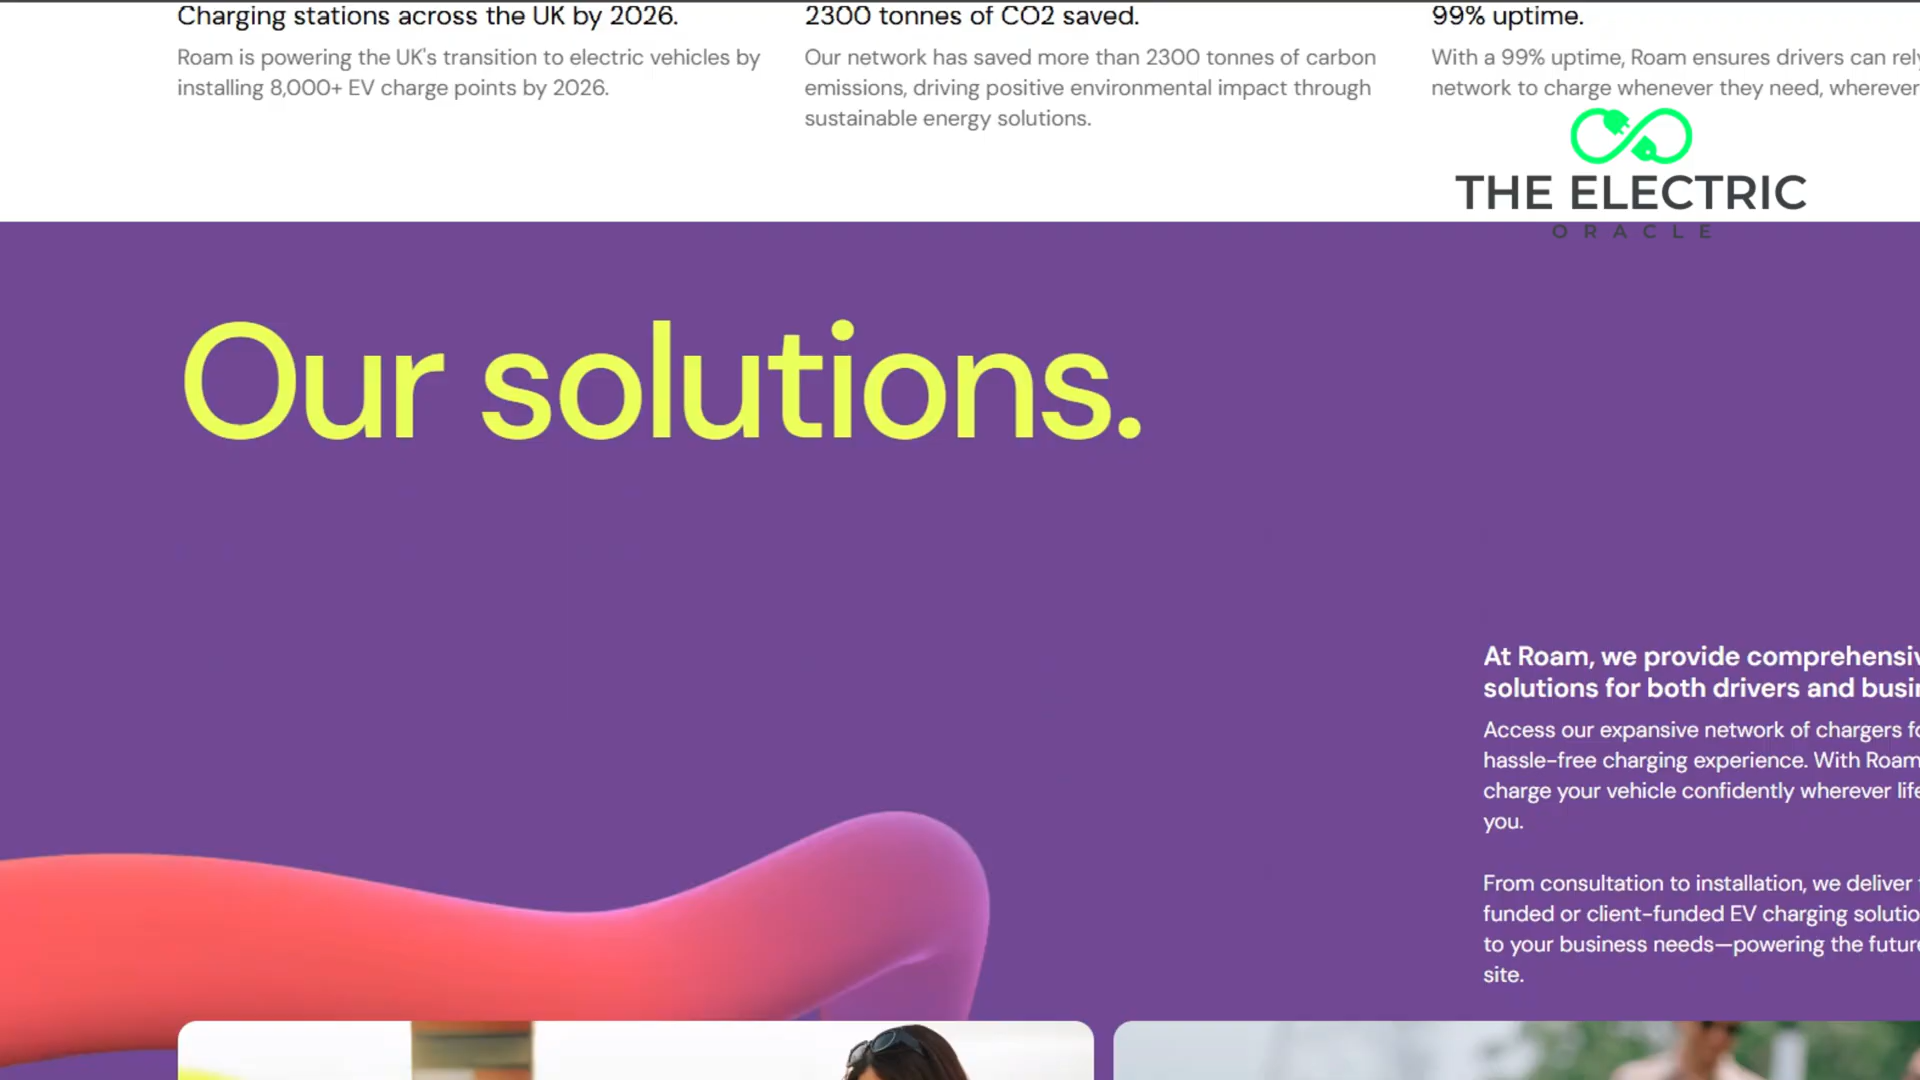 Charging stations across the UK by 2026.
Roam is powering the UK's transition to electric vehicles by
installing 8,000+ EV charge points by 2026.
2300 tonnes of CO2 saved.
Our network has saved more than 2300 tonnes of carbon
emissions, driving positive environmental impact through
sustainable energy solutions.
99% uptime.
With a 99% uptime, Roam ensures drivers can rely
network to charge whenever they need, wherever
THE ELECTRIC
ORACLE
Our solutions.
At Roam, we provide comprehensiv
solutions for both drivers and busin
Access our expansive network of chargers fo
hassle-free charging experience. With Roam
charge your vehicle confidently wherever life
you.
From consultation to installation, we deliver
funded or client-funded EV charging solutio
to your business needs—powering the future
site.